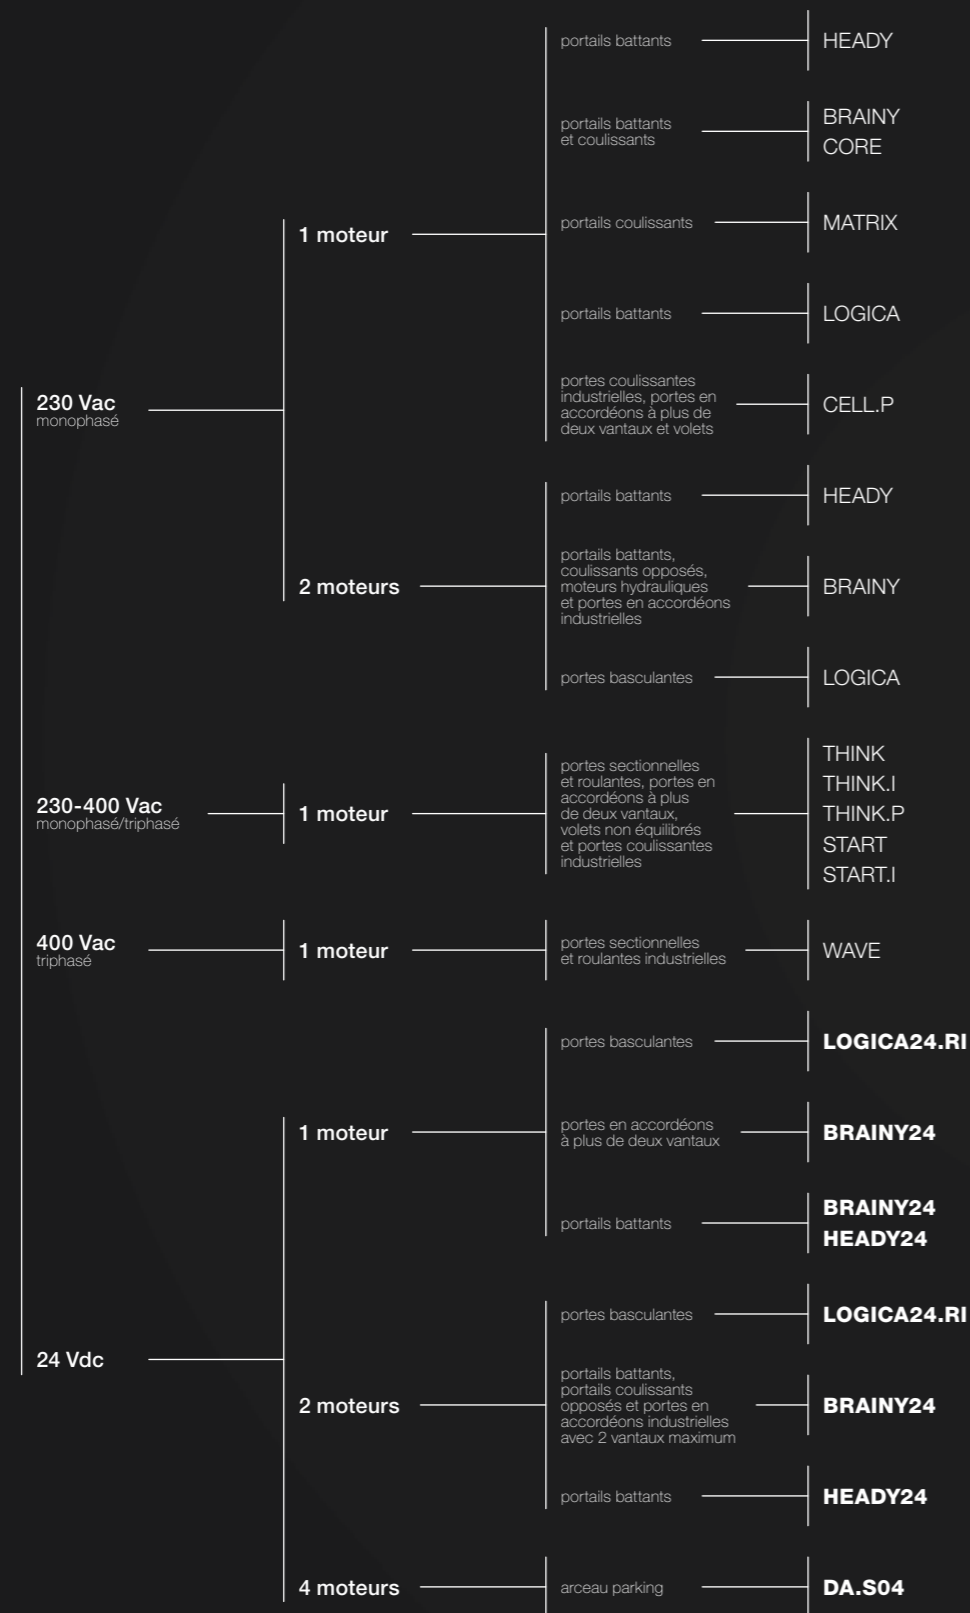 230 Vac
monophasé
1 moteur
portails battants
HEADY
portails battants
et coulissants
BRAINY
CORE
portails coulissants
MATRIX
portails battants
LOGICA
portes coulissantes
industrielles, portes en
accordéons à plus de
deux vantaux et volets
CELL.P
2 moteurs
portails battants
HEADY
portails battants,
coulissants opposés,
moteurs hydrauliques
et portes en accordéons
industrielles
BRAINY
portes basculantes
LOGICA
230-400 Vac
monophasé/triphasé
1 moteur
portes sectionnelles
et roulantes, portes en
accordéons à plus
de deux vantaux,
volets non équilibrés
et portes coulissantes
industrielles
THINK
THINK.I
THINK.P
START
START.I
400 Vac
triphasé
1 moteur
portes sectionnelles
et roulantes industrielles
WAVE
24 Vdc
1 moteur
portes basculantes
LOGICA24.RI
portes en accordéons
à plus de deux vantaux
BRAINY24
portails battants
BRAINY24
HEADY24
2 moteurs
portes basculantes
LOGICA24.RI
portails battants,
portails coulissants
opposés et portes en
accordéons industrielles
avec 2 vantaux maximum
BRAINY24
portails battants
HEADY24
4 moteurs
arceau parking
DA.S04